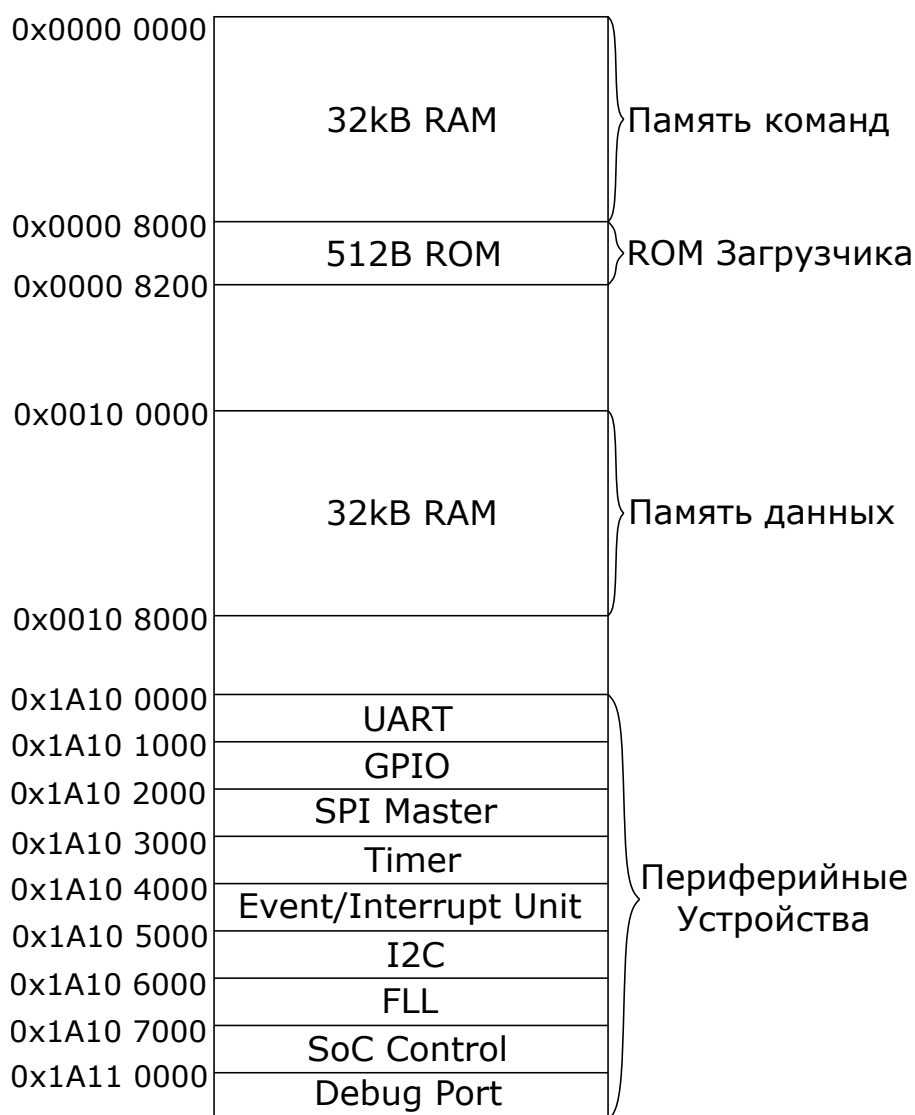 0x0000 0000
32kB RAM
Память команд
0x0000 8000
512B ROM
ROM Загрузчика
0x0000 8200
0x0010 0000
32kB RAM
Память данных
0x0010 8000
0x1A10 0000
UART
0x1A10 1000
GPIO
0x1A10 2000
SPI Master
0x1A10 3000
Timer
0x1A10 4000
Event/Interrupt Unit
Периферийные
Устройства
0x1A10 5000
I2C
0x1A10 6000
FLL
0x1A10 7000
SoC Control
0x1A11 0000
Debug Port